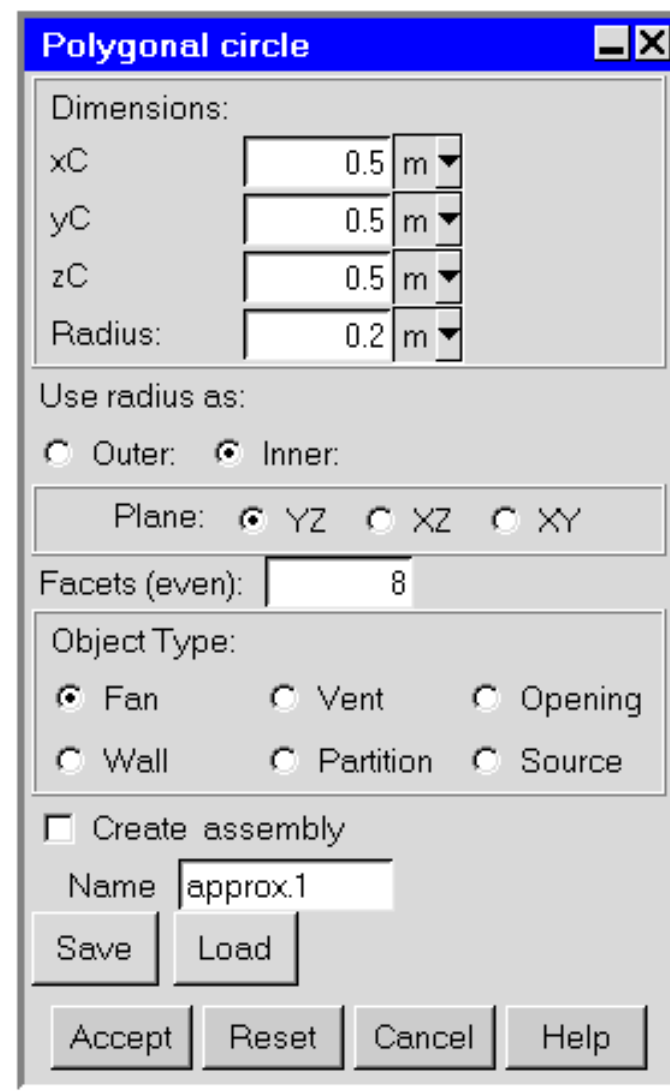 Polygonal circle
Dimensions:
xC 0.5 m
yC 0.5 m
zC 0.5 m
Radius: 0.2 m
Use radius as:
Outer: Inner:
Plane: YZ XZ XY
Facets (even): 8
Object Type:
Fan Vent Opening
Wall Partition Source
Create assembly
Name approx.1
Save Load
Accept Reset Cancel Help